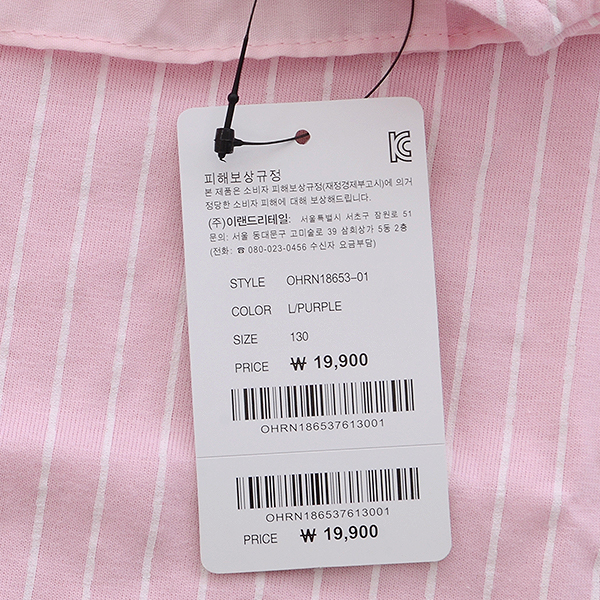 KC
피해보상규정
본 제품은 소비자 피해보상규정(재정경제부고시)에 의거
정당한 소비자 피해에 대해 보상해드립니다.
(주)이랜드리테일: 서울특별시 서초구 잠원로 51
문의: 서울 동대문구 고미술로 39 삼희상가 5동 2층
(전화: ☎ 080-023-0456 수신자 요금부담)
STYLE OHRN18653-01
COLOR L/PURPLE
SIZE 130
PRICE ₩ 19,900
OHRN186537613001
OHRN186537613001
PRICE ₩ 19,900